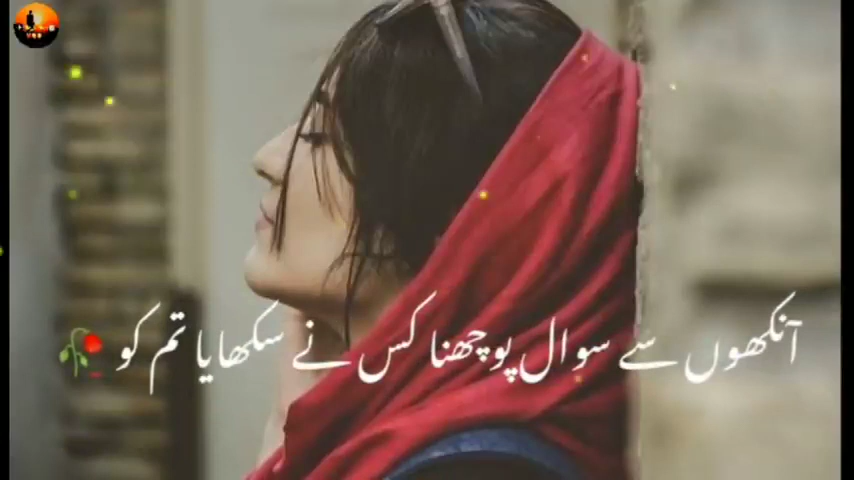 آنکھوں سے سوال پوچھنا کس نے سکھایا تم کو🥀